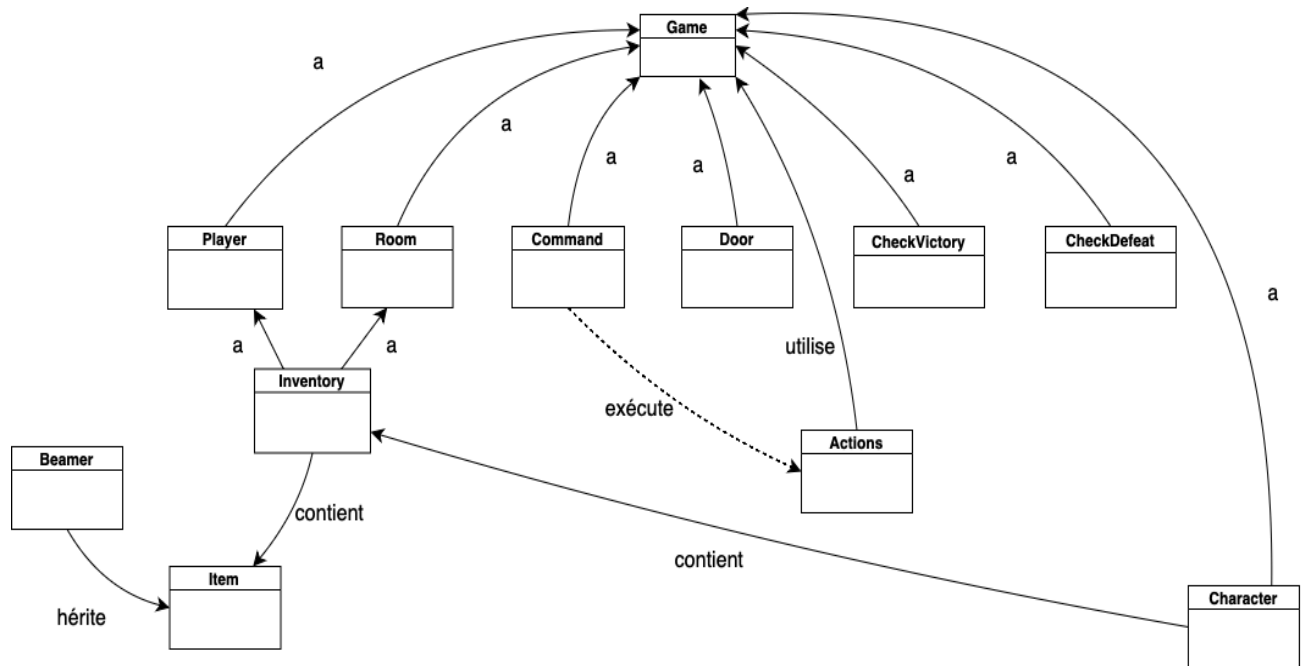 Game
a
a
a
a
a
a
a
Player
Room
Command
Door
CheckVictory
CheckDefeat
a
a
utilise
Inventory
exécute
Actions
Beamer
contient
contient
Item
hérite
Character